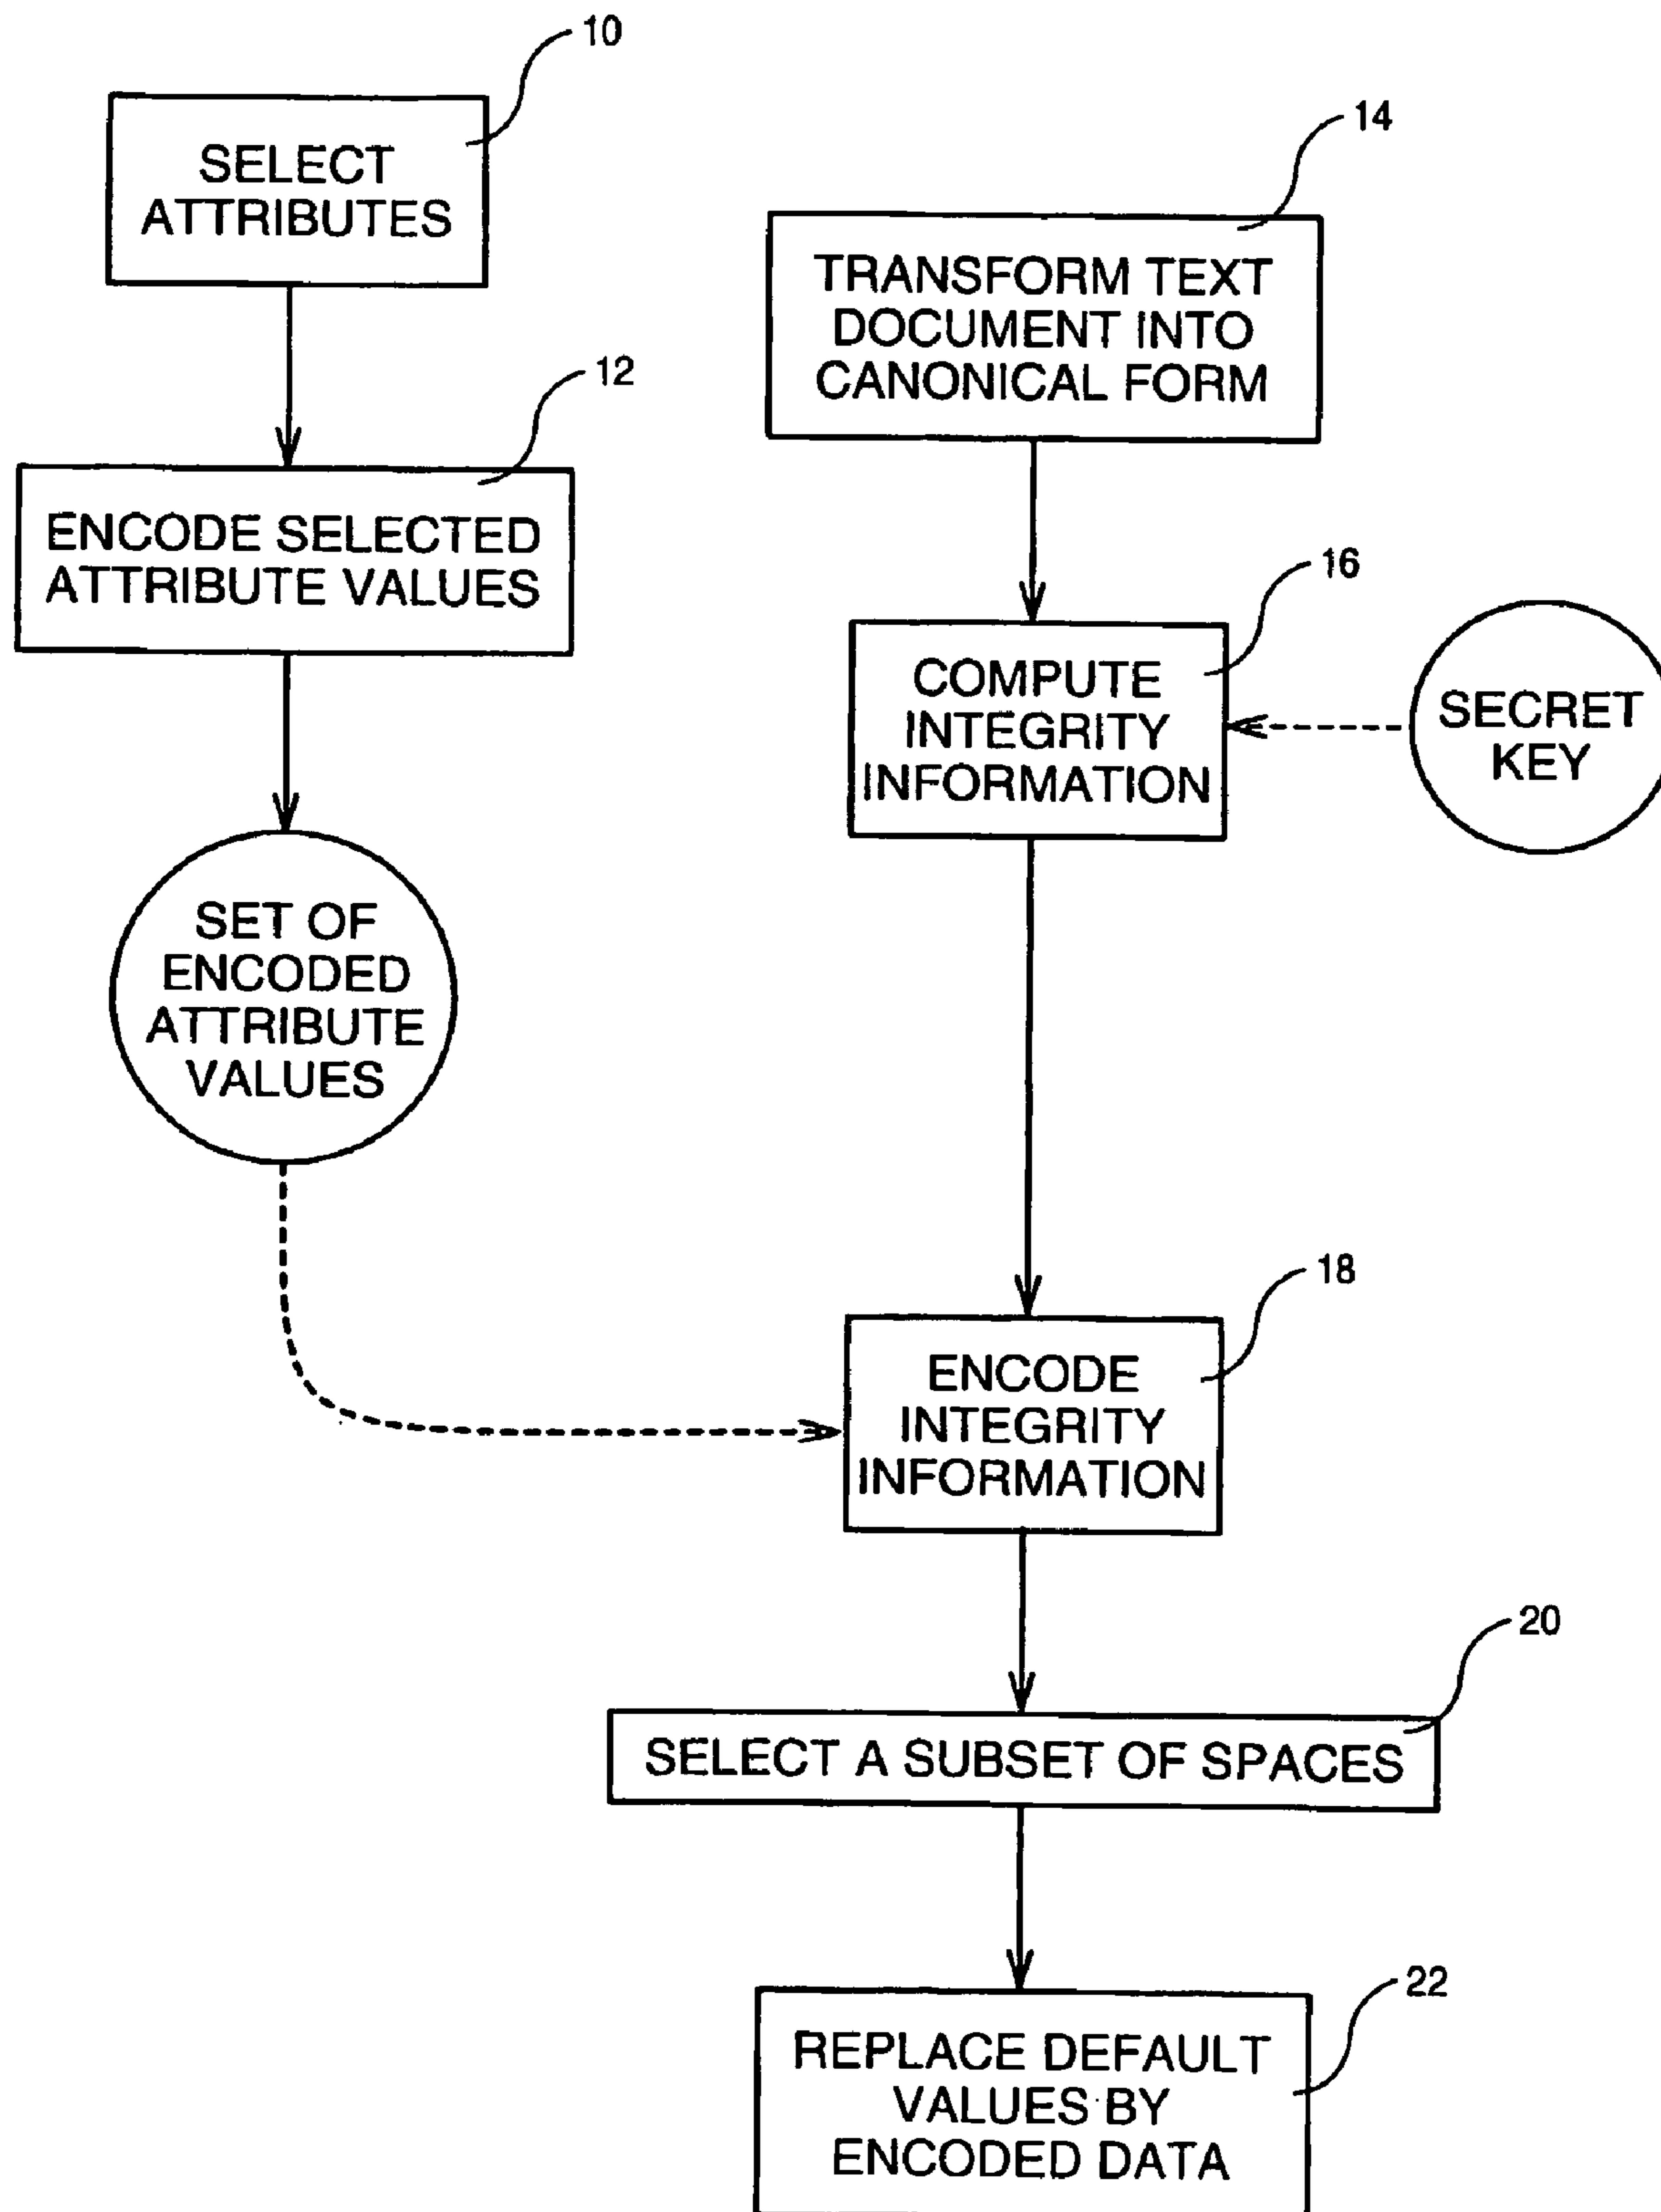 10
SELECT
ATTRIBUTES
12
ENCODE SELECTED
ATTRIBUTE VALUES
SET OF
ENCODED
ATTRIBUTE
VALUES
14
TRANSFORM TEXT
DOCUMENT INTO
CANONICAL FORM
16
COMPUTE
INTEGRITY
INFORMATION
SECRET
KEY
18
ENCODE
INTEGRITY
INFORMATION
20
SELECT A SUBSET OF SPACES
22
REPLACE DEFAULT
VALUES BY
ENCODED DATA